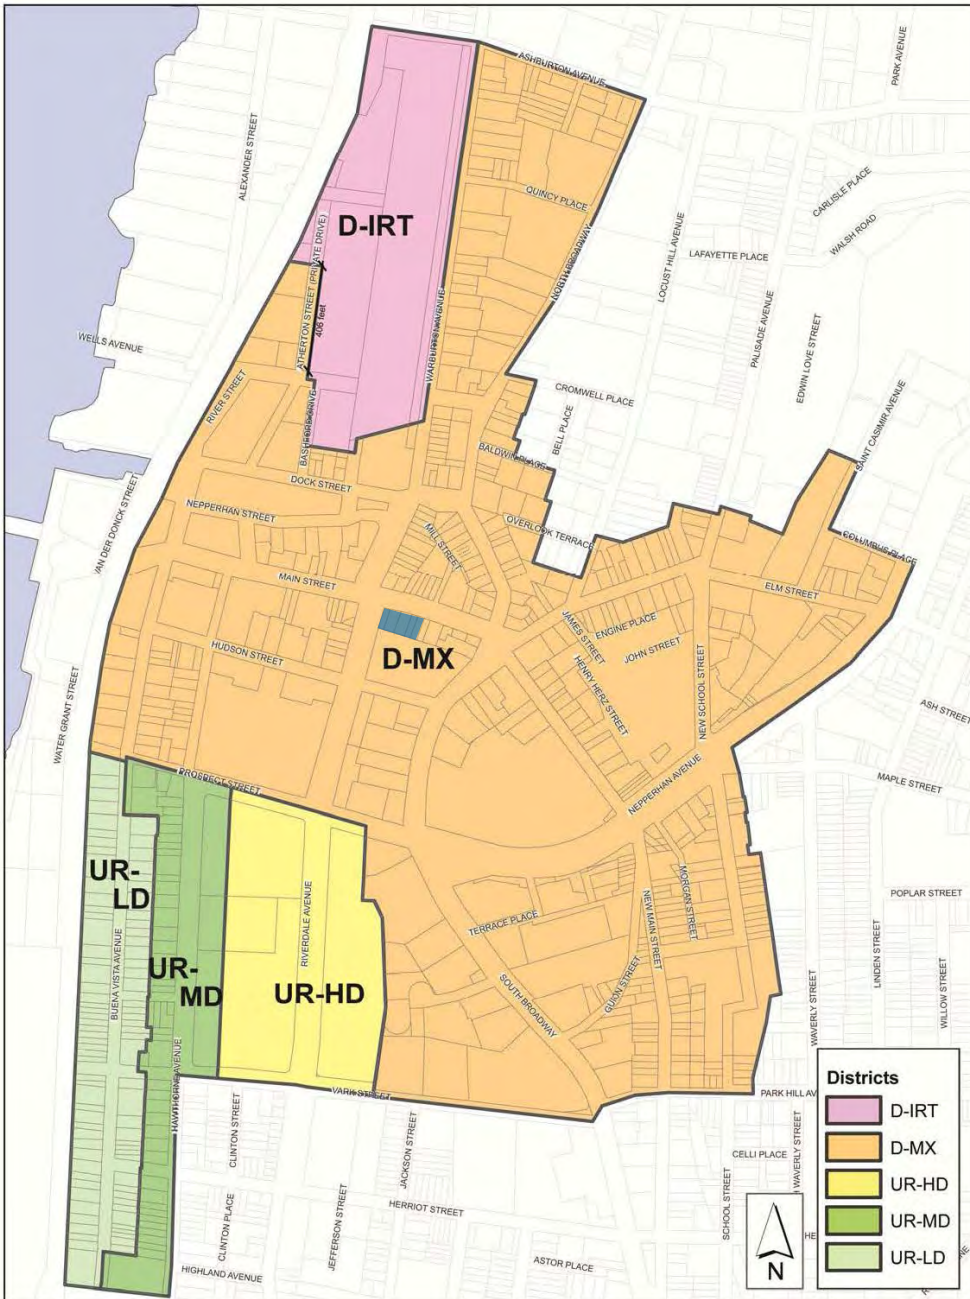 PARK AVENUE
ASHBURTON AVENUE
ALEXANDER STREET
QUINCY PLACE
CARLISLE PLACE
D-IRT
WALSH ROAD
LOCUST HILL AVENUE
LAFAYETTE PLACE
NORTH BROADWAY
ATHERTON STREET (PRIVATE DRIVE)
406 feet
WARBURTON AVENUE
PALISADE AVENUE
EDWIN LOVE STREET
WELLS AVENUE
RIVER STREET
CROMWELL PLACE
BELL PLACE
SAINT CASIMIR AVENUE
BASHFORD DRIVE
BALDWIN PLACE
DOCK STREET
VAN DER DONCK STREET
NEPPERHAN STREET
MILL STREET
OVERLOOK TERRACE
COLUMBUS PLACE
MAIN STREET
ELM STREET
JAMES STREET
ENGINE PLACE
HUDSON STREET
D-MX
JOHN STREET
HENRY HERZ STREET
NEW SCHOOL STREET
WATER GRANT STREET
ASH STREET
PROSPECT STREET
NEPPERHAN AVENUE
MAPLE STREET
UR-
LD
MORGAN STREET
POPLAR STREET
RIVERDALE AVENUE
TERRACE PLACE
NEW MAIN STREET
LINDEN STREET
BUENA VISTA AVENUE
UR-
MD
UR-HD
SOUTH BROADWAY
GUION STREET
WAVERLY STREET
WILLOW STREET
HAWTHORNE AVENUE
VARK STREET
PARK HILL AV
Districts
D-IRT
D-MX
UR-HD
UR-MD
UR-LD
CLINTON STREET
JACKSON STREET
CELLI PLACE
SCHOOL STREET
H WAVERLY STREET
HERRIOT STREET
CLINTON PLACE
JEFFERSON STREET
HE
N
HIGHLAND AVENUE
ASTOR PLACE